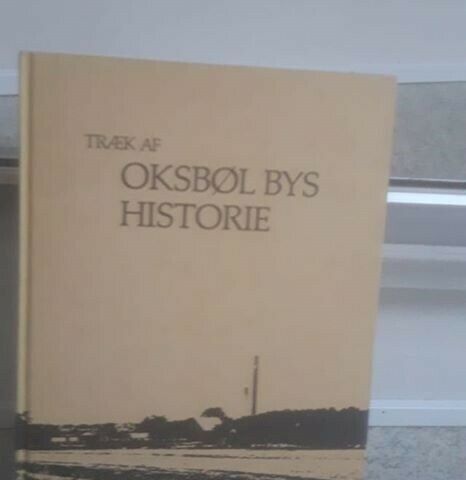 TRÆK AF
OKSBØL BYS
HISTORIE